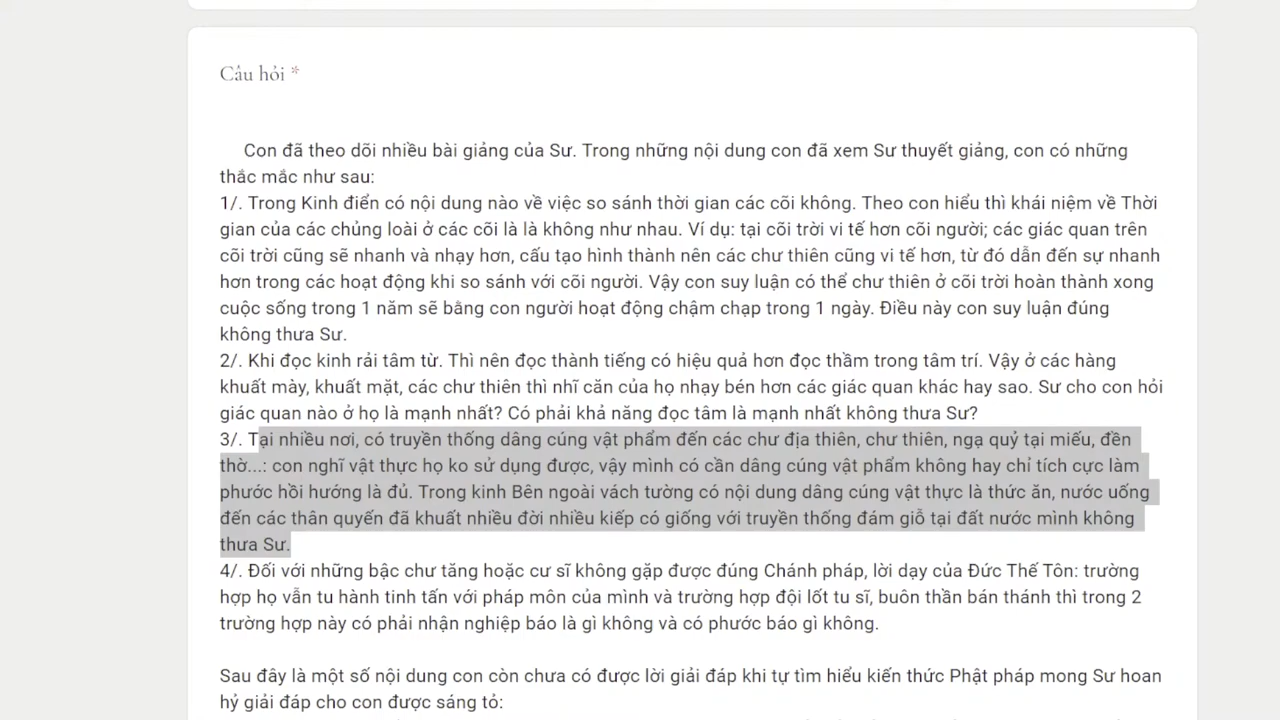 Câu hỏi *
Con đã theo dõi nhiều bài giảng của Sư. Trong những nội dung con đã xem Sư thuyết giảng, con có những
thắc mắc như sau:
1/. Trong Kinh điển có nội dung nào về việc so sánh thời gian các cõi không. Theo con hiểu thì khái niệm về Thời
gian của các chủng loài ở các cõi là là không như nhau. Ví dụ: tại cõi trời vi tế hơn cõi người; các giác quan trên
cõi trời cũng sẽ nhanh và nhạy hơn, cấu tạo hình thành nên các chư thiên cũng vi tế hơn, từ đó dẫn đến sự nhanh
hơn trong các hoạt động khi so sánh với cõi người. Vậy con suy luận có thể chư thiên ở cõi trời hoàn thành xong
cuộc sống trong 1 năm sẽ bằng con người hoạt động chậm chạp trong 1 ngày. Điều này con suy luận đúng
không thưa Sư.
2/. Khi đọc kinh rải tâm từ. Thì nên đọc thành tiếng có hiệu quả hơn đọc thầm trong tâm trí. Vậy ở các hàng
khuất mày, khuất mặt, các chư thiên thì nhĩ căn của họ nhạy bén hơn các giác quan khác hay sao. Sư cho con hỏi
giác quan nào ở họ là mạnh nhất? Có phải khả năng đọc tâm là mạnh nhất không thưa Sư?
3/. Tại nhiều nơi, có truyền thống dâng cúng vật phẩm đến các chư địa thiên, chư thiên, ngạ quỷ tại miếu, đền
thờ...: con nghĩ vật thực họ ko sử dụng được, vậy mình có cần dâng cúng vật phẩm không hay chỉ tích cực làm
phước hồi hướng là đủ. Trong kinh Bên ngoài vách tường có nội dung dâng cúng vật thực là thức ăn, nước uống
đến các thân quyến đã khuất nhiều đời nhiều kiếp có giống với truyền thống đám giỗ tại đất nước mình không
thưa Sư.
4/. Đối với những bậc chư tăng hoặc cư sĩ không gặp được đúng Chánh pháp, lời dạy của Đức Thế Tôn: trường
hợp họ vẫn tu hành tinh tấn với pháp môn của mình và trường hợp đội lốt tu sĩ, buôn thần bán thánh thì trong 2
trường hợp này có phải nhận nghiệp báo là gì không và có phước báo gì không.
Sau đây là một số nội dung con còn chưa có được lời giải đáp khi tự tìm hiểu kiến thức Phật pháp mong Sư hoan
hỷ giải đáp cho con được sáng tỏ: